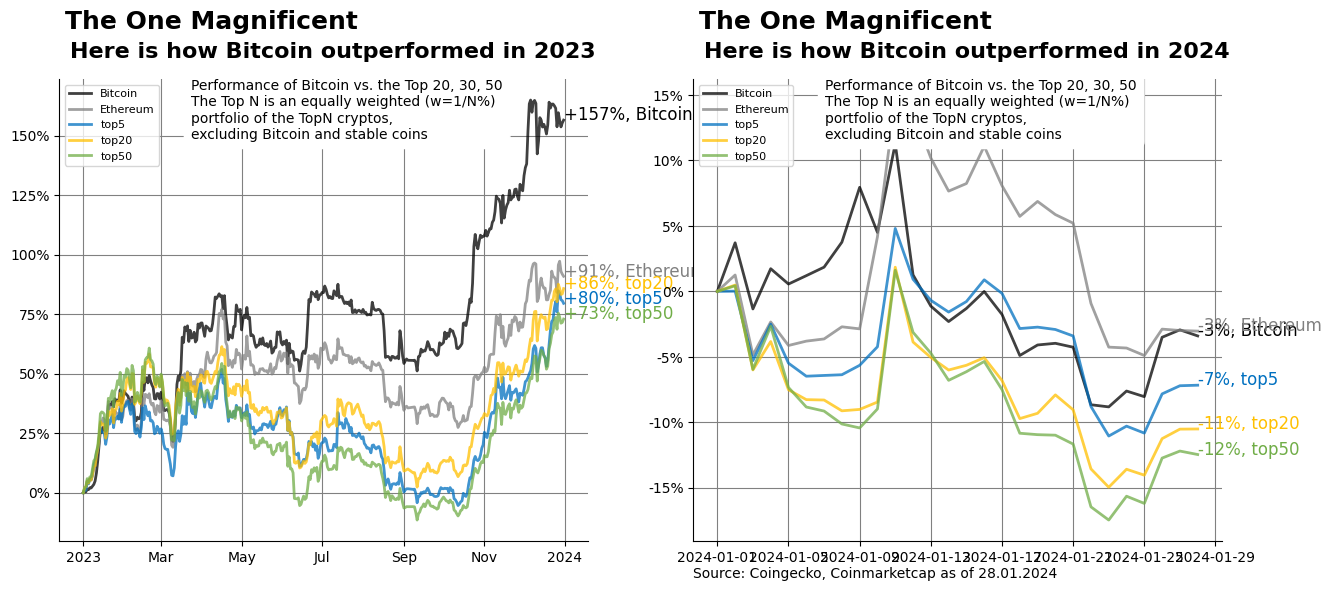 The One Magnificent
Here is how Bitcoin outperformed in 2023
Performance of Bitcoin vs. the Top 20, 30, 50
The Top N is an equally weighted (w=1/N%)
portfolio of the TopN cryptos,
excluding Bitcoin and stable coins
Bitcoin
Ethereum
top5
top20
top50
150%
125%
100%
75%
50%
25%
0%
+157%, Bitcoin
+91%, Ethereum
+86%, top20
+80%, top5
+73%, top50
2023
Mar
May
Jul
Sep
Nov
2024
The One Magnificent
Here is how Bitcoin outperformed in 2024
Performance of Bitcoin vs. the Top 20, 30, 50
The Top N is an equally weighted (w=1/N%)
portfolio of the TopN cryptos,
excluding Bitcoin and stable coins
Bitcoin
Ethereum
top5
top20
top50
15%
10%
5%
0%
-5%
-10%
-15%
-3%, Ethereum
-3%, Bitcoin
-7%, top5
-11%, top20
-12%, top50
2024-01-01
2024-01-05
2024-01-09
2024-01-13
2024-01-17
2024-01-21
2024-01-25
2024-01-29
Source: Coingecko, Coinmarketcap as of 28.01.2024